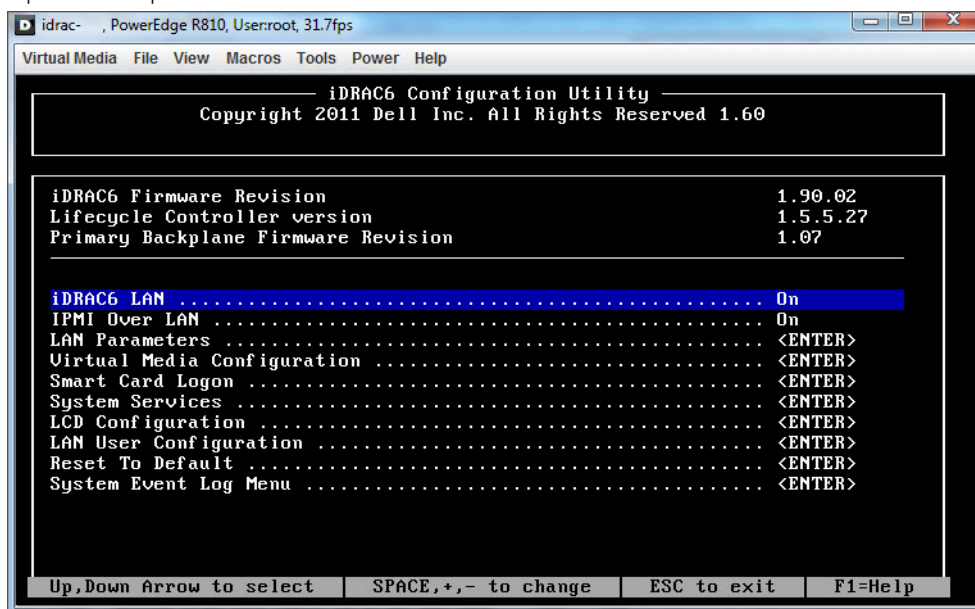 idrac- , PowerEdge R810, User:root, 31.7fps
Virtual Media File View Macros Tools Power Help
iDRAC6 Configuration Utility
Copyright 2011 Dell Inc. All Rights Reserved 1.60
iDRAC6 Firmware Revision 1.90.02
Lifecycle Controller version 1.5.5.27
Primary Backplane Firmware Revision 1.07
iDRAC6 LAN .................................................. On
IPMI Over LAN ............................................... On
LAN Parameters .............................................. <ENTER>
Virtual Media Configuration ................................. <ENTER>
Smart Card Logon ............................................ <ENTER>
System Services ............................................. <ENTER>
LCD Configuration ........................................... <ENTER>
LAN User Configuration ...................................... <ENTER>
Reset To Default ............................................ <ENTER>
System Event Log Menu ....................................... <ENTER>
Up,Down Arrow to select SPACE,+,- to change ESC to exit F1=Help